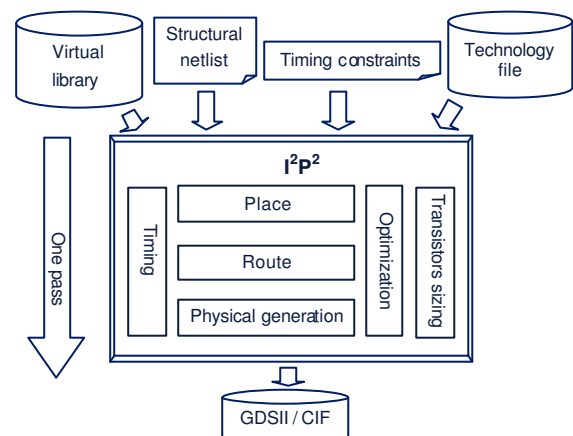 Virtual
library
Structural
netlist
Timing constraints
Technology
file
One pass
I²P²
Timing
Place
Route
Physical generation
Optimization
Transistors sizing
GDSII / CIF